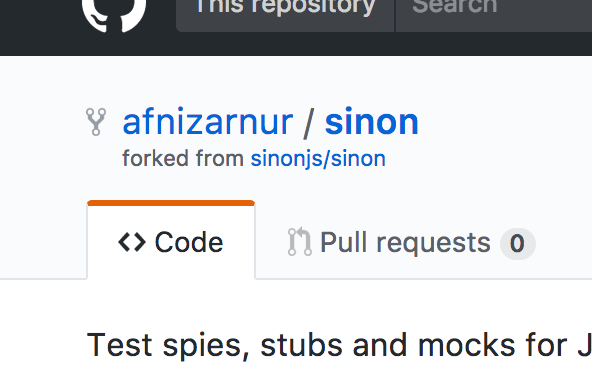 This repository Search
afnizarnur / sinon
forked from sinonjs/sinon
Code Pull requests 0
Test spies, stubs and mocks for J